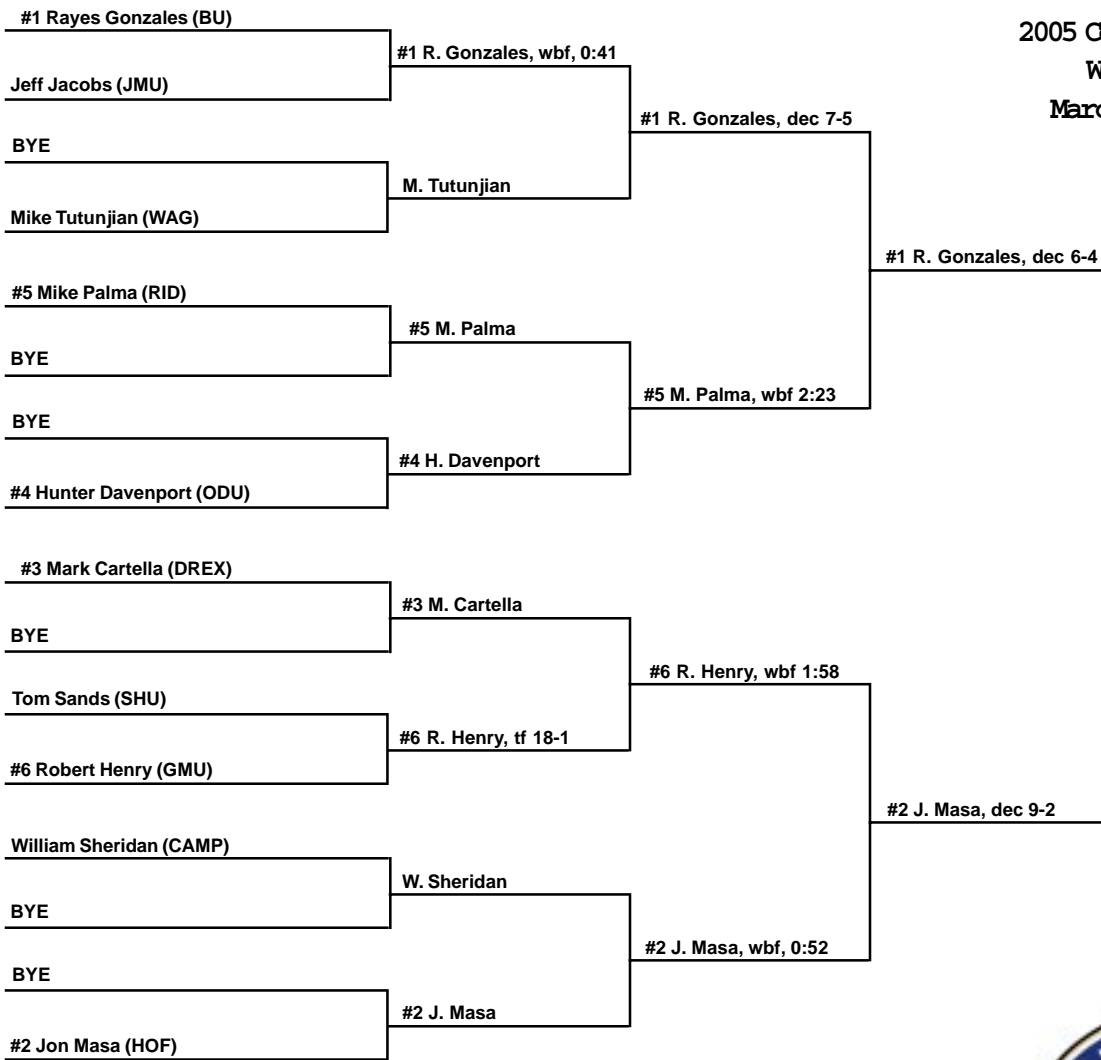 #1 Rayes Gonzales (BU)
Jeff Jacobs (JMU)
BYE
Mike Tutunjian (WAG)
#5 Mike Palma (RID)
BYE
BYE
#4 Hunter Davenport (ODU)
#3 Mark Cartella (DREX)
BYE
Tom Sands (SHU)
#6 Robert Henry (GMU)
William Sheridan (CAMP)
BYE
BYE
#2 Jon Masa (HOF)
#1 R. Gonzales, wbf, 0:41
M. Tutunjian
#5 M. Palma
#4 H. Davenport
#3 M. Cartella
#6 R. Henry, tf 18-1
W. Sheridan
#2 J. Masa
#1 R. Gonzales, dec 7-5
#5 M. Palma, wbf 2:23
#6 R. Henry, wbf 1:58
#2 J. Masa, wbf, 0:52
#1 R. Gonzales, dec 6-4
#2 J. Masa, dec 9-2
2005